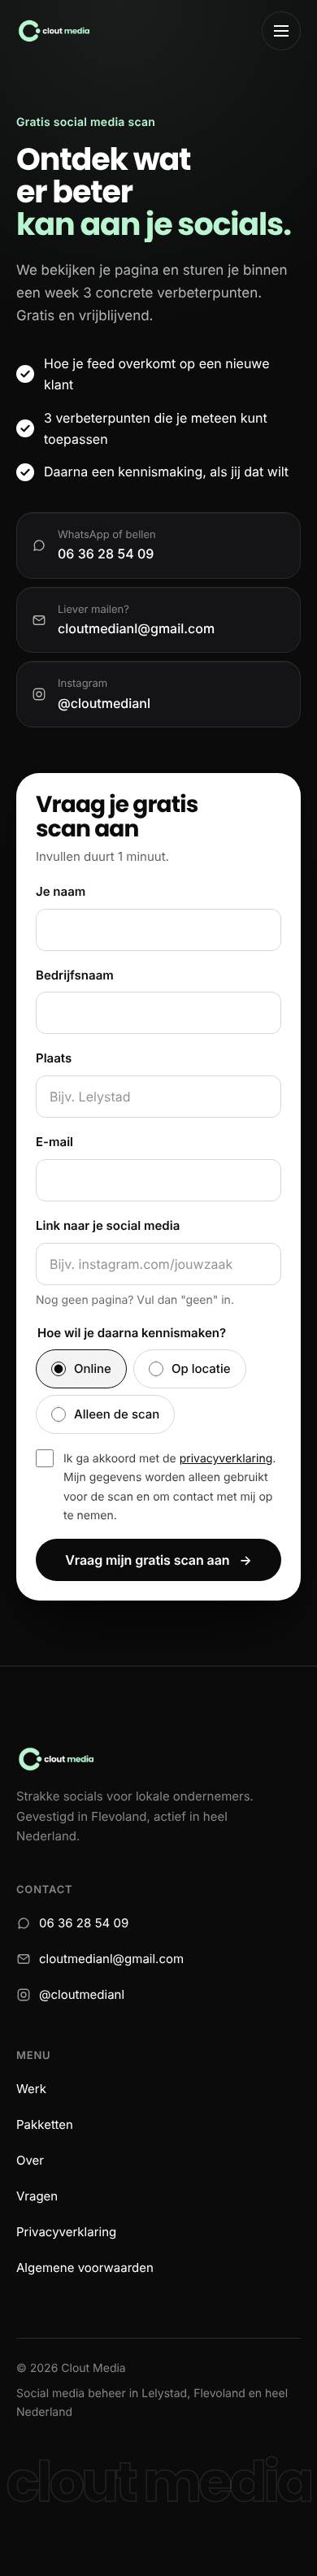 clout media
Gratis social media scan
Ontdek wat
er beter
kan aan je socials.
We bekijken je pagina en sturen je binnen
een week 3 concrete verbeterpunten.
Gratis en vrijblijvend.
Hoe je feed overkomt op een nieuwe
klant
3 verbeterpunten die je meteen kunt
toepassen
Daarna een kennismaking, als jij dat wilt
WhatsApp of bellen
06 36 28 54 09
Liever mailen?
cloutmedianl@gmail.com
Instagram
@cloutmedianl
Vraag je gratis
scan aan
Invullen duurt 1 minuut.
Je naam
Bedrijfsnaam
Plaats
Bijv. Lelystad
E-mail
Link naar je social media
Bijv. instagram.com/jouwzaak
Nog geen pagina? Vul dan "geen" in.
Hoe wil je daarna kennismaken?
Online
Op locatie
Alleen de scan
Ik ga akkoord met de privacyverklaring.
Mijn gegevens worden alleen gebruikt
voor de scan en om contact met mij op
te nemen.
Vraag mijn gratis scan aan →
clout media
Strakke socials voor lokale ondernemers.
Gevestigd in Flevoland, actief in heel
Nederland.
CONTACT
06 36 28 54 09
cloutmedianl@gmail.com
@cloutmedianl
MENU
Werk
Pakketten
Over
Vragen
Privacyverklaring
Algemene voorwaarden
© 2026 Clout Media
Social media beheer in Lelystad, Flevoland en heel
Nederland
clout media